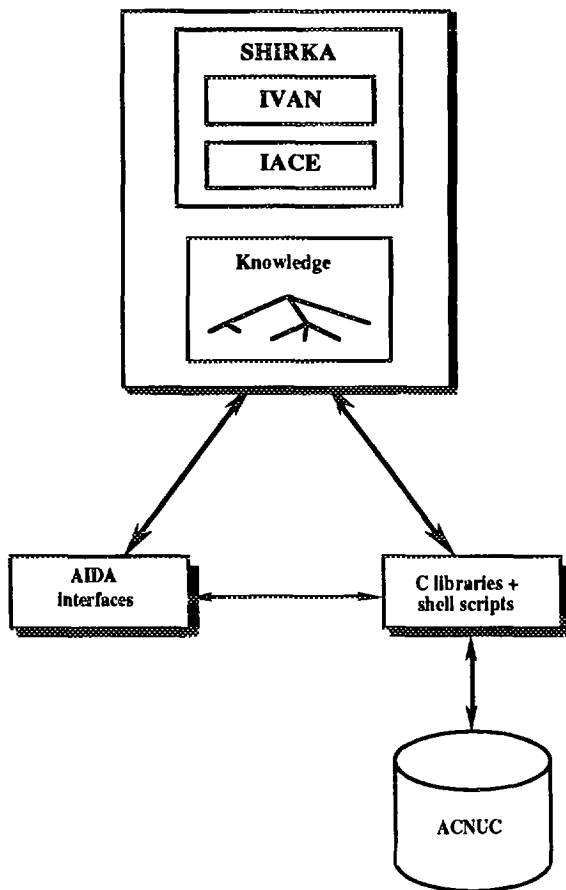 SHIRKA
IVAN
IACE
Knowledge
AIDA
interfaces
C libraries +
shell scripts
ACNUC